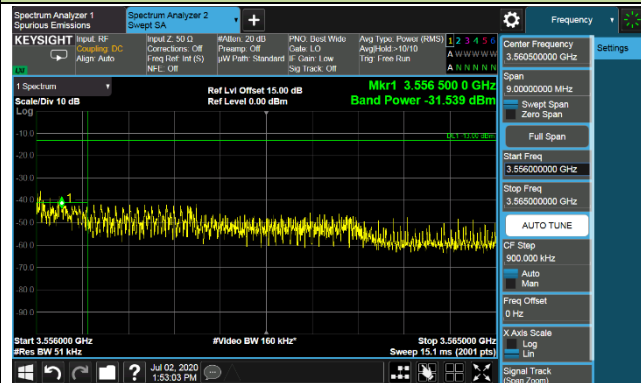 Spectrum Analyzer 1
Spurious Emissions
Spectrum Analyzer 2
Swept SA
Frequency
KEYSIGHT
Input: RF
Coupling: DC
Align: Auto
Input Z: 50 Ω
Corrections: Off
Freq Ref: Int (S)
NFE: Off
#Atten: 20 dB
Preamp: Off
µW Path: Standard
PNO: Best Wide
Gate: LO
IF Gain: Low
Sig Track: Off
Avg Type: Power (RMS)
Avg|Hold:>10/10
Trig: Free Run
1 2 3 4 5 6
A W W W W W
A N N N N N
LM
1 Spectrum
Scale/Div 10 dB
Log
Ref Lvl Offset 15.00 dB
Ref Level 0.00 dBm
Mkr1 3.556 500 0 GHz
Band Power -31.539 dBm
DL1 -13.00 dBm
1
-10.0
-20.0
-30.0
-40.0
-50.0
-60.0
-70.0
-80.0
-90.0
Start 3.556000 GHz
#Res BW 51 kHz
#Video BW 160 kHz*
Stop 3.565000 GHz
Sweep 15.1 ms (2001 pts)
Jul 02, 2020
1:53:03 PM
Center Frequency
3.560500000 GHz
Settings
Span
9.00000000 MHz
Swept Span
Zero Span
Full Span
Start Freq
3.556000000 GHz
Stop Freq
3.565000000 GHz
AUTO TUNE
CF Step
900.000 kHz
Auto
Man
Freq Offset
0 Hz
X Axis Scale
Log
Lin
Signal Track
(Span Zoom)